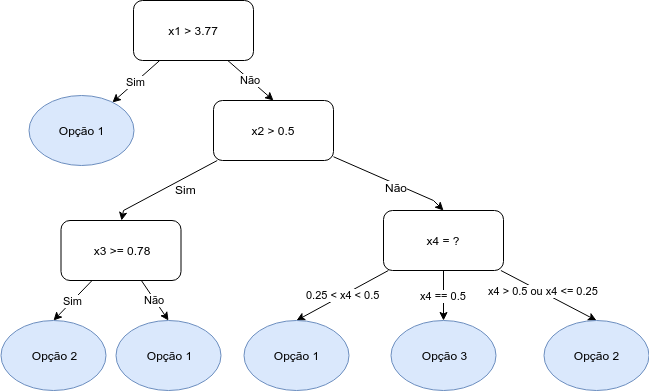 x1 > 3.77
Sim
Não
Opção 1
x2 > 0.5
Sim
Não
x3 >= 0.78
x4 = ?
Sim
Não
0.25 < x4 < 0.5
x4 == 0.5
x4 > 0.5 ou x4 <= 0.25
Opção 2
Opção 1
Opção 1
Opção 3
Opção 2